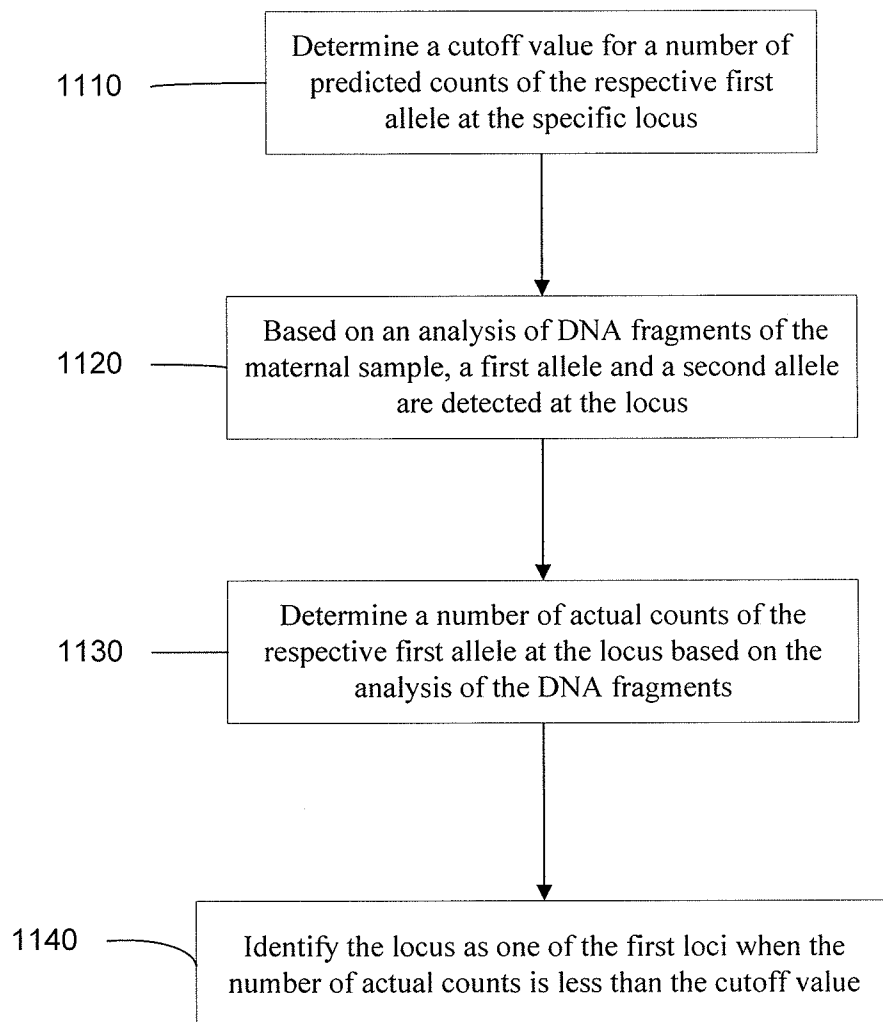 1110
Determine a cutoff value for a number of
predicted counts of the respective first
allele at the specific locus
1120
Based on an analysis of DNA fragments of the
maternal sample, a first allele and a second allele
are detected at the locus
1130
Determine a number of actual counts of the
respective first allele at the locus based on the
analysis of the DNA fragments
1140
Identify the locus as one of the first loci when the
number of actual counts is less than the cutoff value